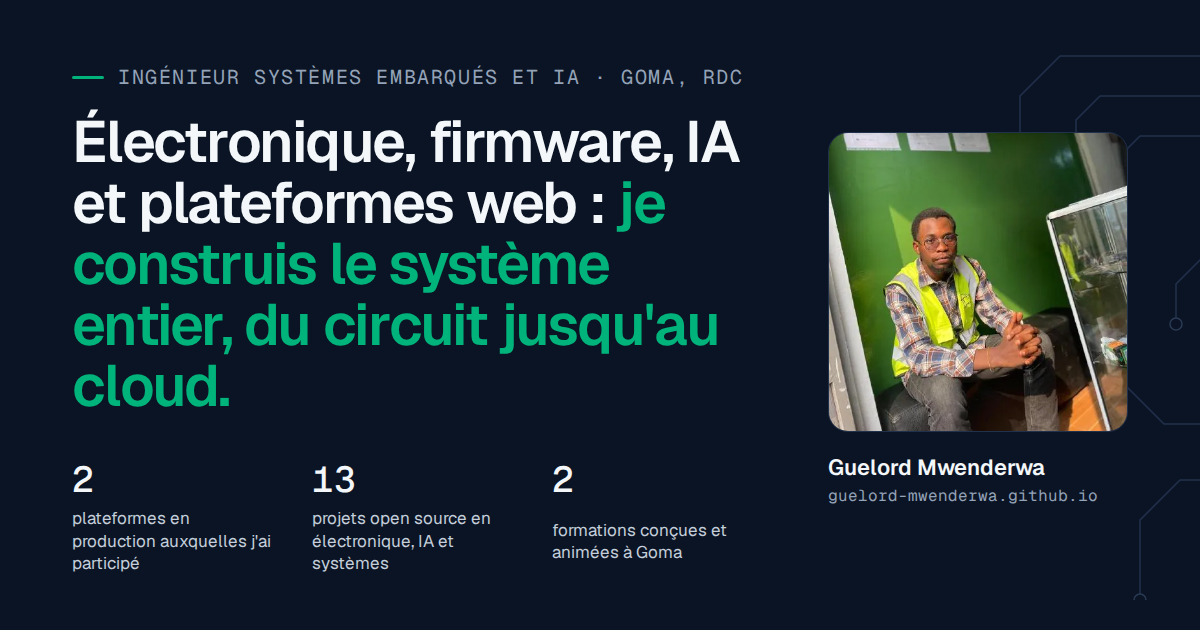 INGÉNIEUR SYSTÈMES EMBARQUÉS ET IA · GOMA, RDC
Électronique, firmware, IA
et plateformes web : je
construis le système
entier, du circuit jusqu'au
cloud.
2
plateformes en
production auxquelles j'ai
participé
13
projets open source en
électronique, IA et
systèmes
2
formations conçues et
animées à Goma
Guelord Mwenderwa
guelord-mwenderwa.github.io